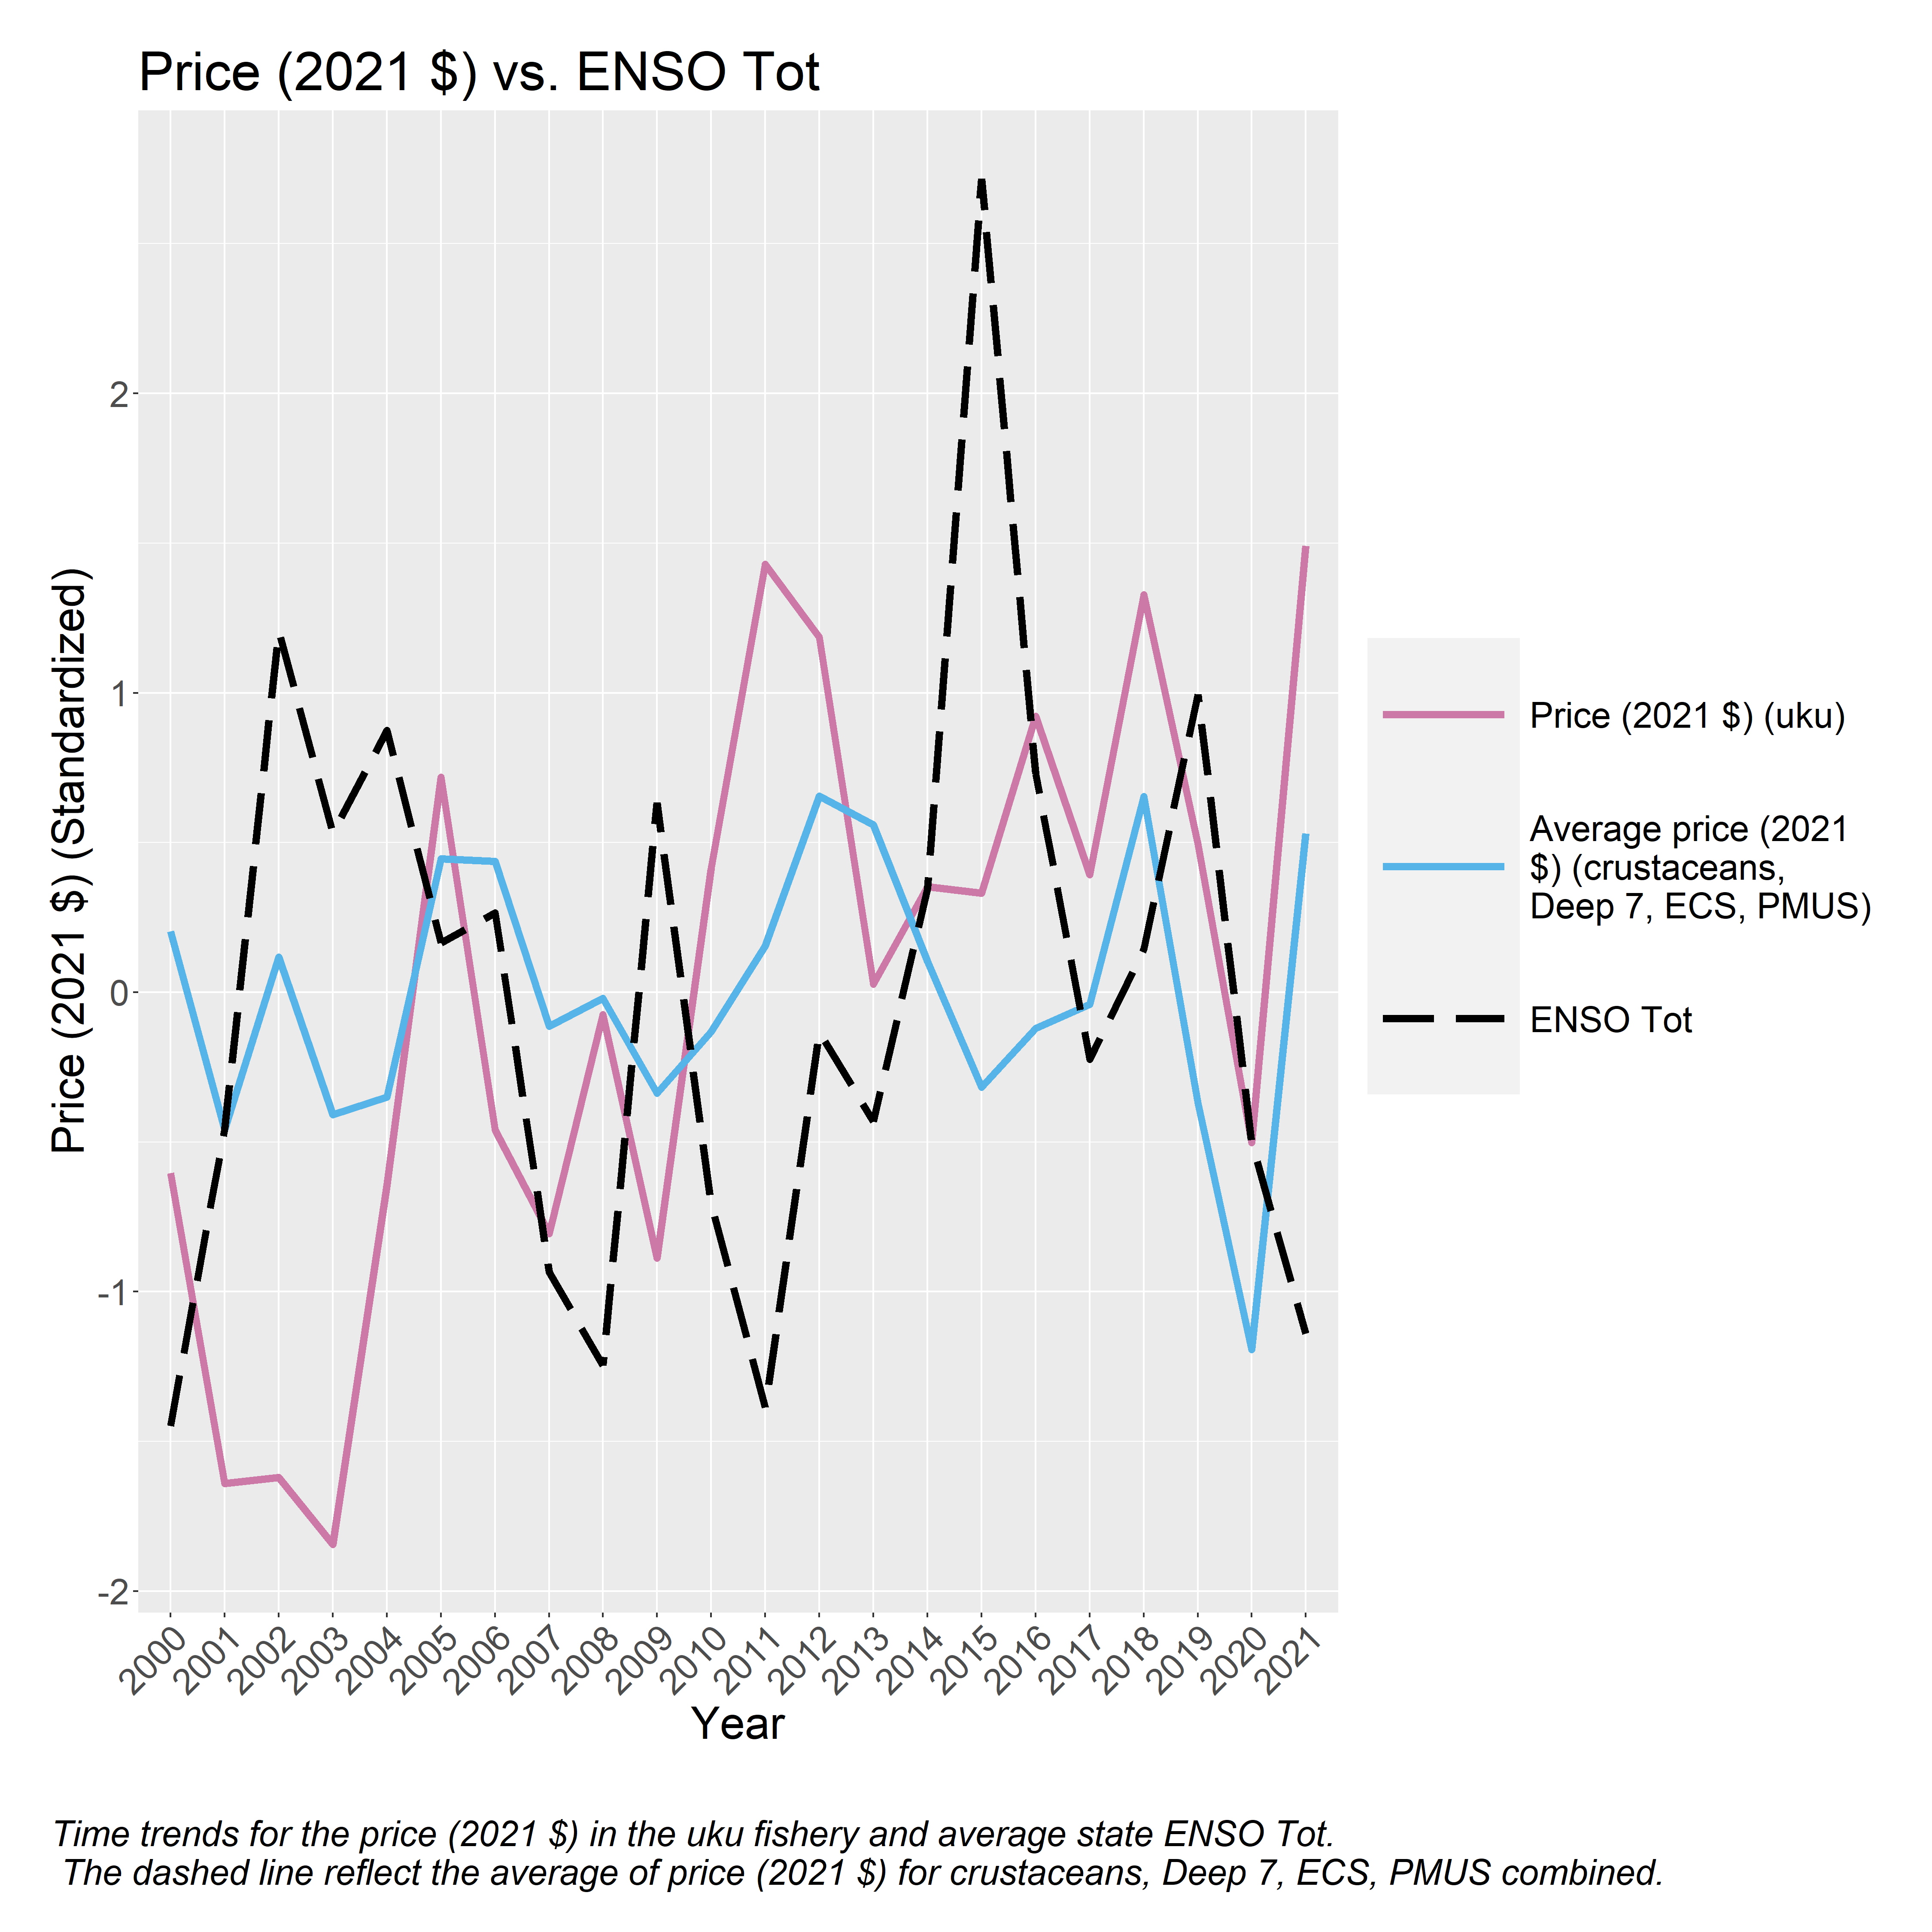 Price (2021 $) vs. ENSO Tot
Price (2021 $) (Standardized)
2
1
0
-1
-2
2000
2001
2002
2003
2004
2005
2006
2007
2008
2009
2010
2011
2012
2013
2014
2015
2016
2017
2018
2019
2020
2021
Year
Price (2021 $) (uku)
Average price (2021
$) (crustaceans,
Deep 7, ECS, PMUS)
ENSO Tot
Time trends for the price (2021 $) in the uku fishery and average state ENSO Tot.
The dashed line reflect the average of price (2021 $) for crustaceans, Deep 7, ECS, PMUS combined.